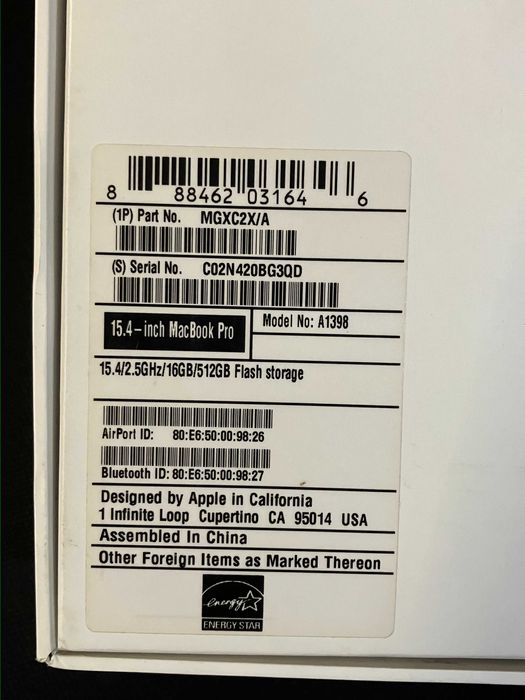 8 88462 03164 6
(1P) Part No. MGXC2X/A
(S) Serial No. C02N420BG3QD
15.4-inch MacBook Pro
Model No: A1398
15.4/2.5GHz/16GB/512GB Flash storage
AirPort ID: 80:E6:50:00:98:26
Bluetooth ID: 80:E6:50:00:98:27
Designed by Apple in California
1 Infinite Loop Cupertino CA 95014 USA
Assembled In China
Other Foreign Items as Marked Thereon
energy
ENERGY STAR